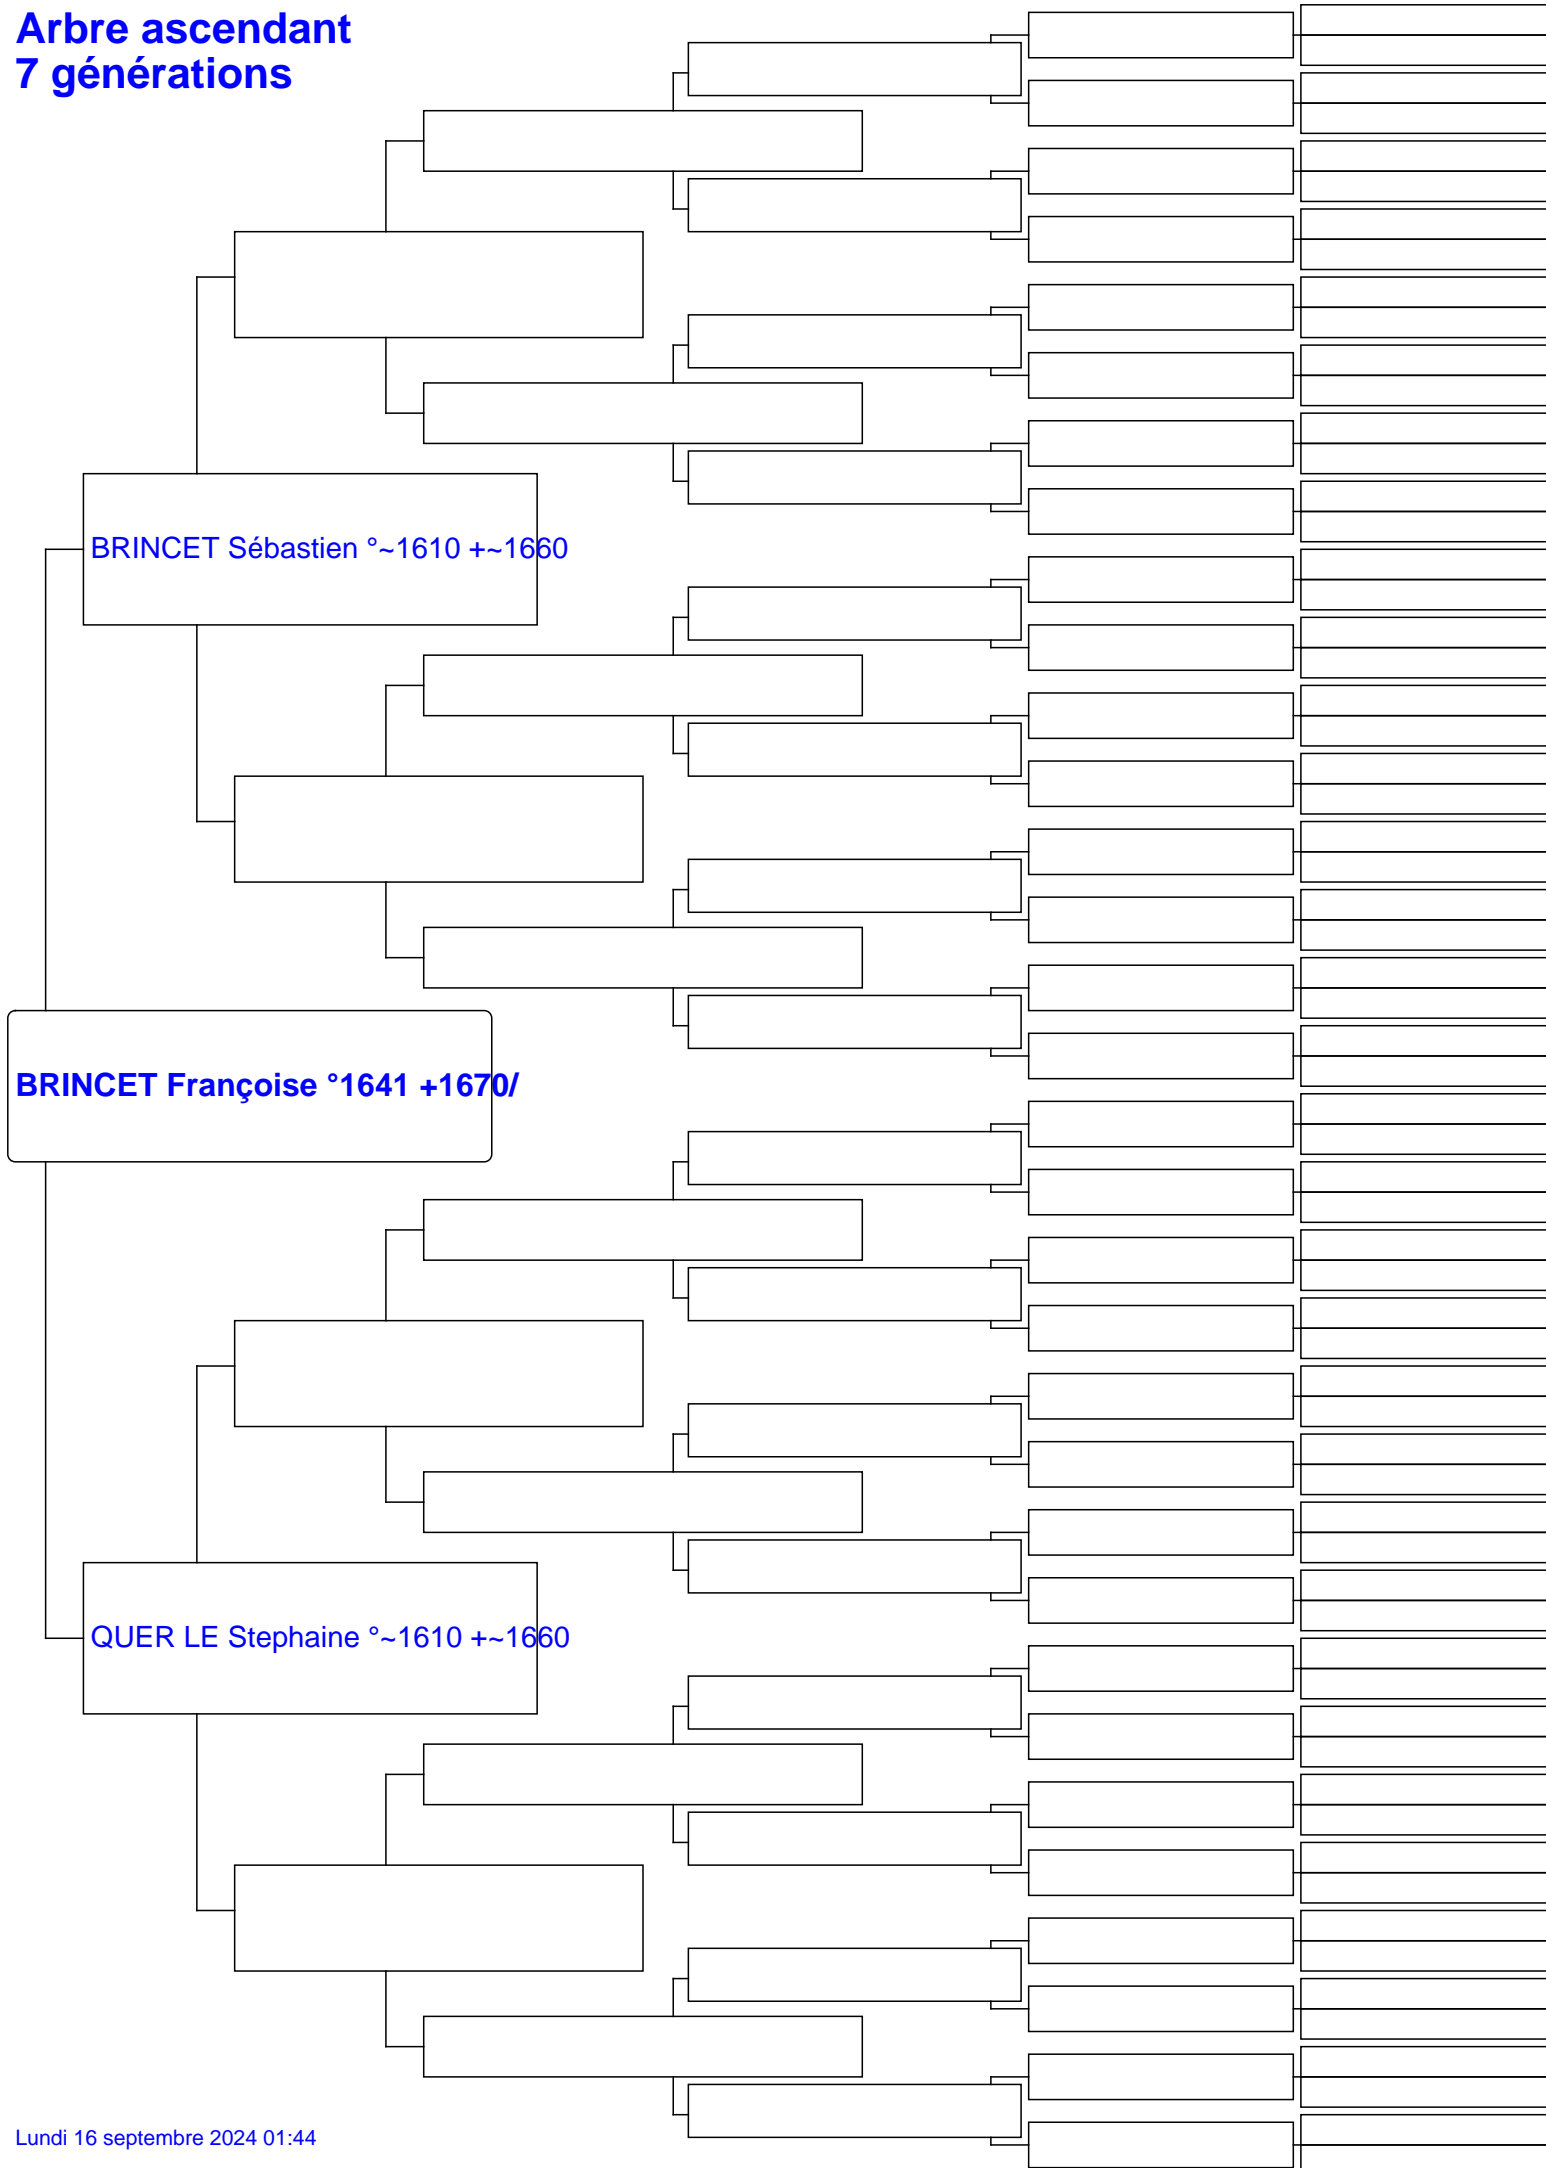 Arbre ascendant
7 générations
BRINCET Sébastien °~1610 +~1660
BRINCET Françoise °1641 +1670/
QUER LE Stephaine °~1610 +~1660
Lundi 16 septembre 2024 01:44